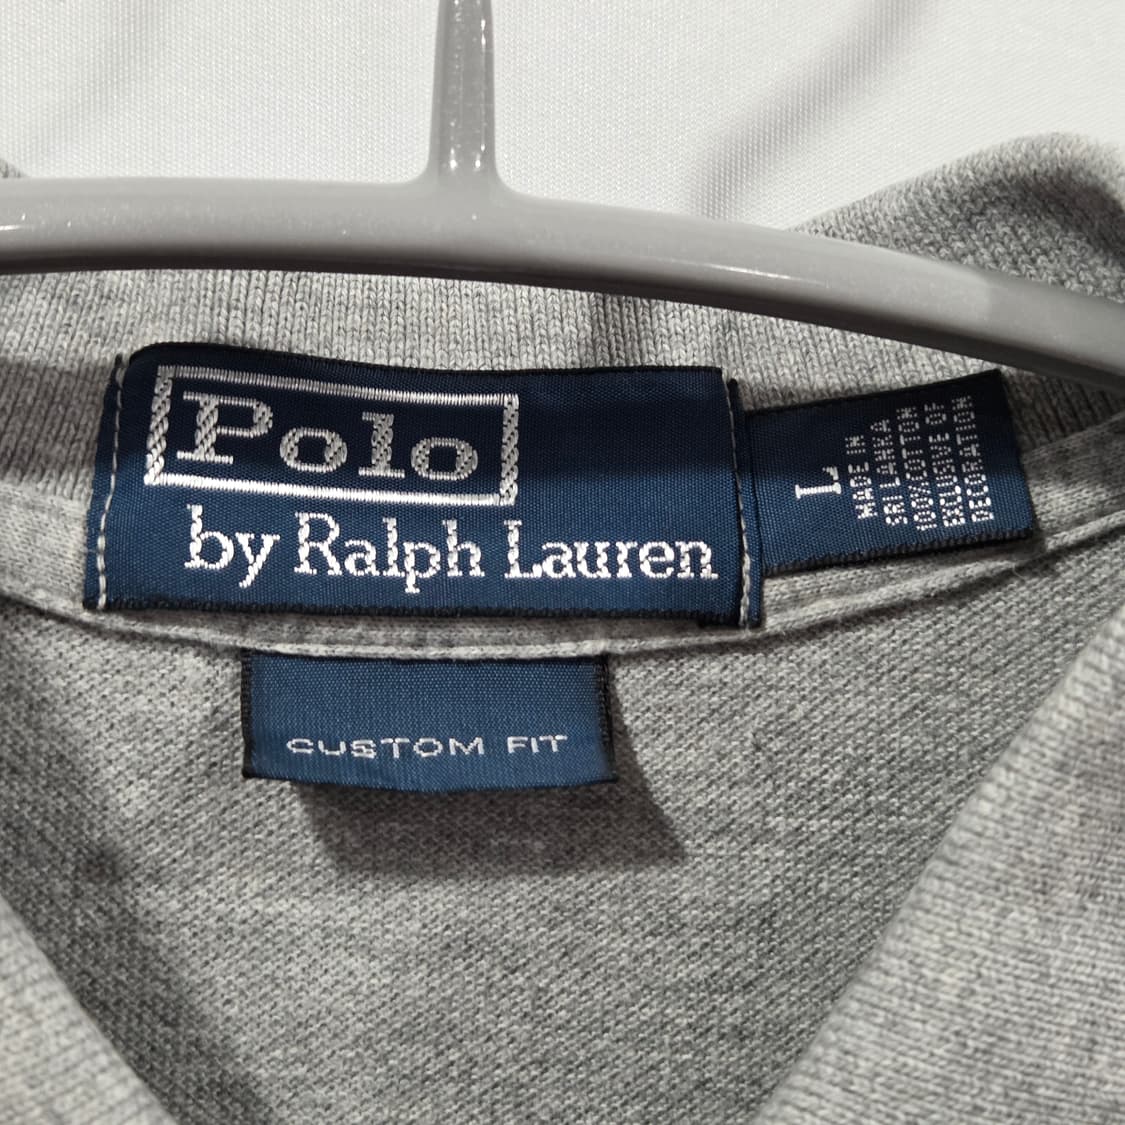 Polo
by Ralph Lauren
L
MADE IN
SRI LANKA
100%COTTON
EXCLUSIVE OF
DECORATION
CUSTOM FIT